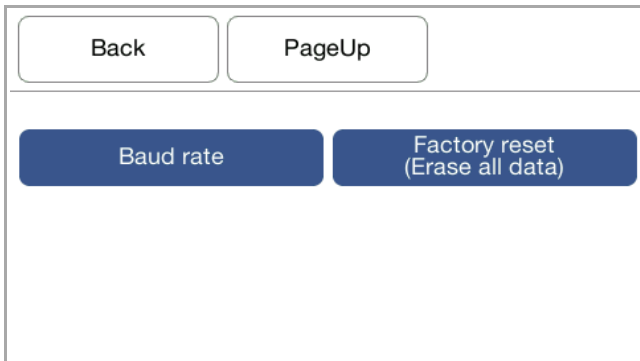 Back
PageUp
Baud rate
Factory reset
(Erase all data)